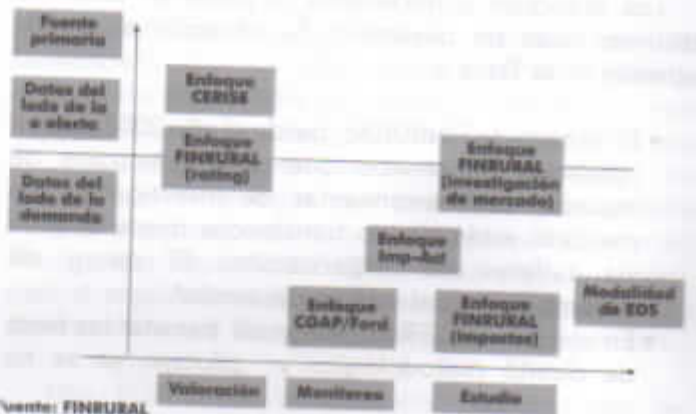 Fuente
primaria
Datos del
lado de la
o oferta
Datos del
lado de la
demanda
Enfoque
CERISE
Enfoque
FINRURAL
(rating)
Enfoque
FINRURAL
(investigación
de mercado)
Enfoque
Imp-Act
Enfoque
CDAP/Ford
Enfoque
FINRURAL
(impactos)
Modalidad
de EOS
Valoración
Monitoreo
Estudio
Fuente: FINRURAL